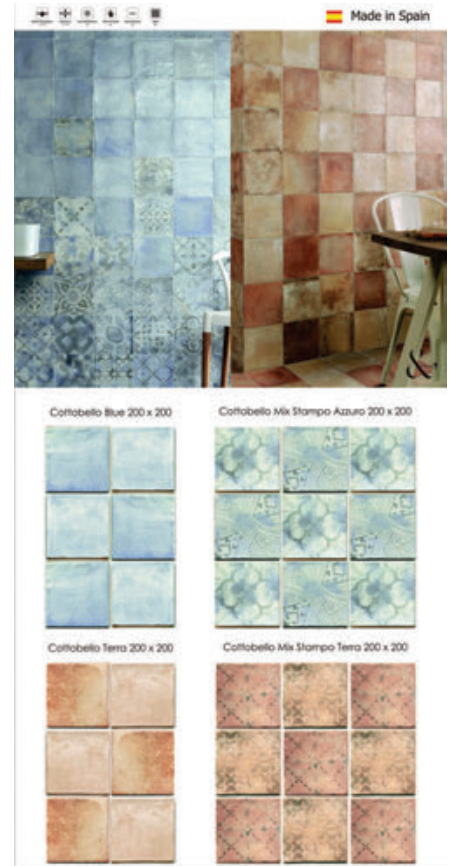 Made in Spain
&
Cottobello Blue 200 x 200
Cottobello Mix Stampo Azzuro 200 x 200
Cottobello Terra 200 x 200
Cottobello Mix Stampo Terra 200 x 200